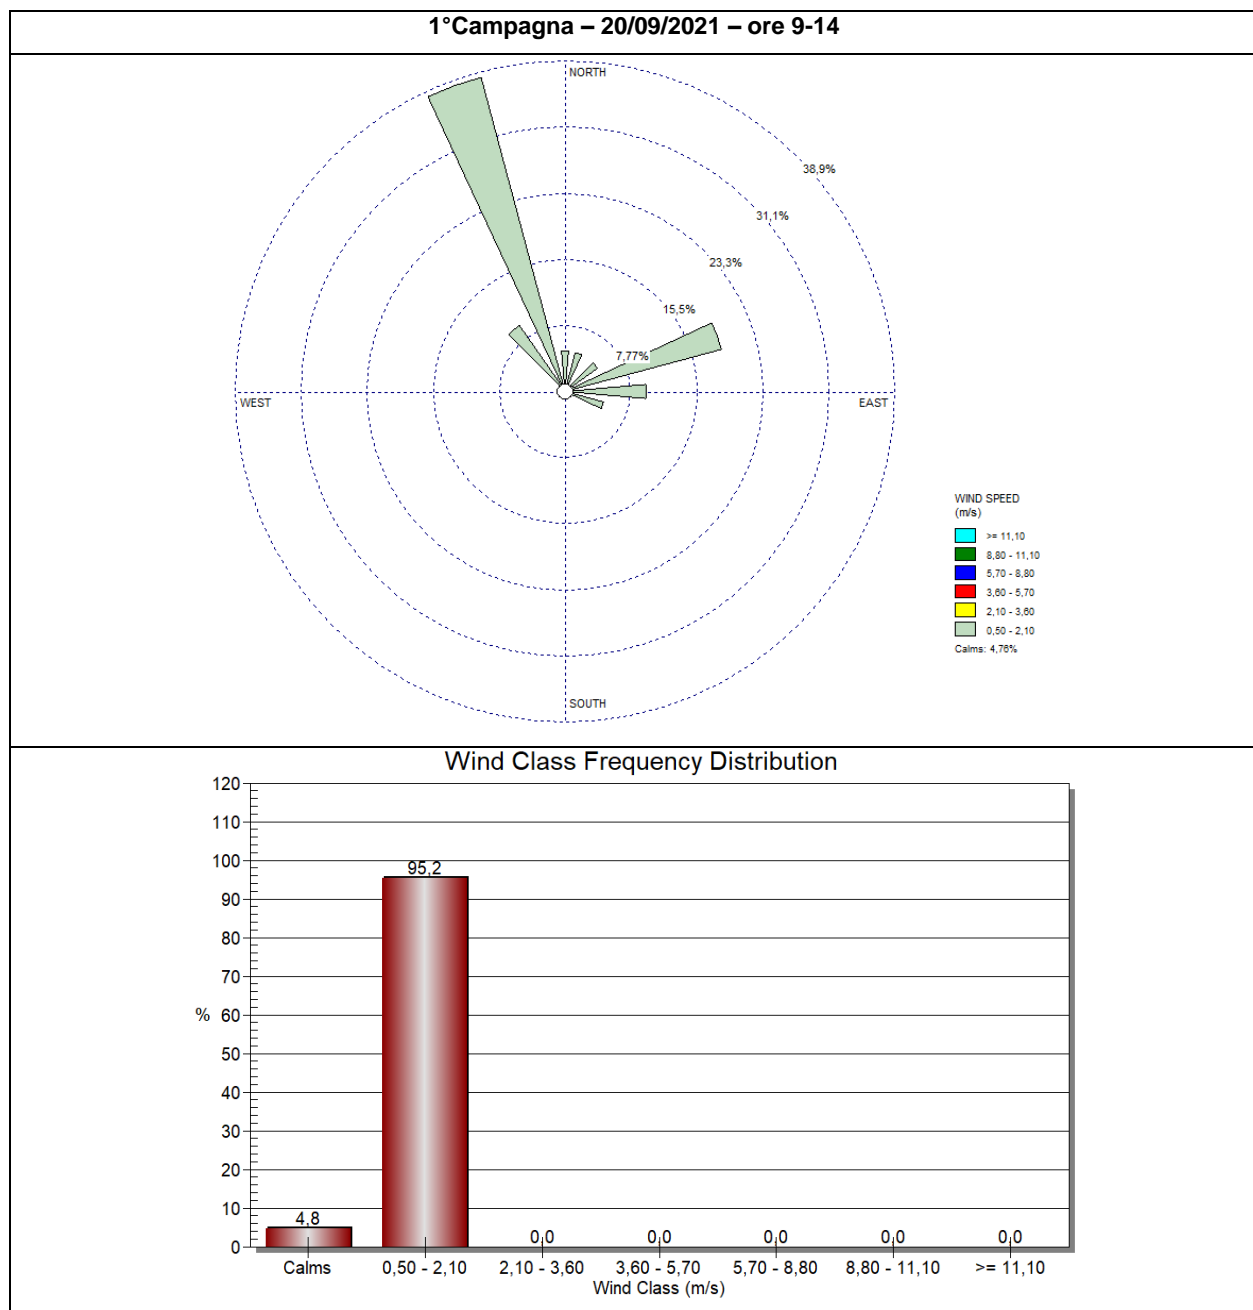 1°Campagna – 20/09/2021 – ore 9-14
NORTH
38,9%
31,1%
23,3%
15,5%
7,77%
WEST
EAST
SOUTH
WIND SPEED
(m/s)
>= 11,10
8,80 - 11,10
5,70 - 8,80
3,60 - 5,70
2,10 - 3,60
0,50 - 2,10
Calms: 4,76%
Wind Class Frequency Distribution
120
110
100
90
80
70
60
50
40
30
20
10
0
%
4,8
95,2
0,0
0,0
0,0
0,0
0,0
Calms
0,50 - 2,10
2,10 - 3,60
3,60 - 5,70
5,70 - 8,80
8,80 - 11,10
>= 11,10
Wind Class (m/s)